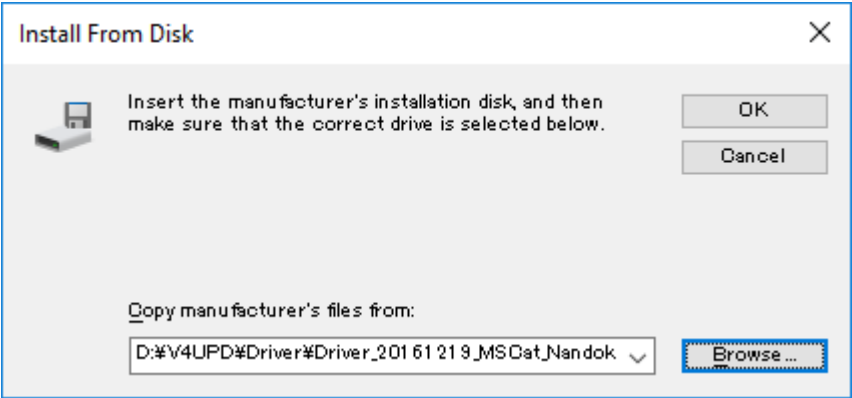 Install From Disk
Insert the manufacturer's installation disk, and then
make sure that the correct drive is selected below.
OK
Cancel
Copy manufacturer's files from:
D:¥V4UPD¥Driver¥Driver_20161219_MSCat_Nandok
Browse...